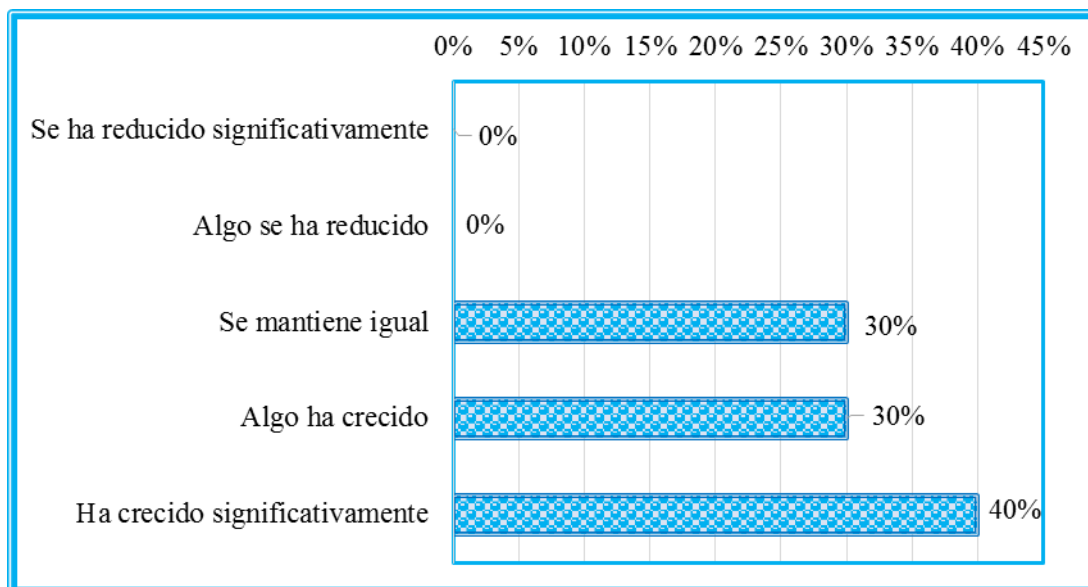 0% 5% 10% 15% 20% 25% 30% 35% 40% 45%
Se ha reducido significativamente 0%
Algo se ha reducido 0%
Se mantiene igual 30%
Algo ha crecido 30%
Ha crecido significativamente 40%